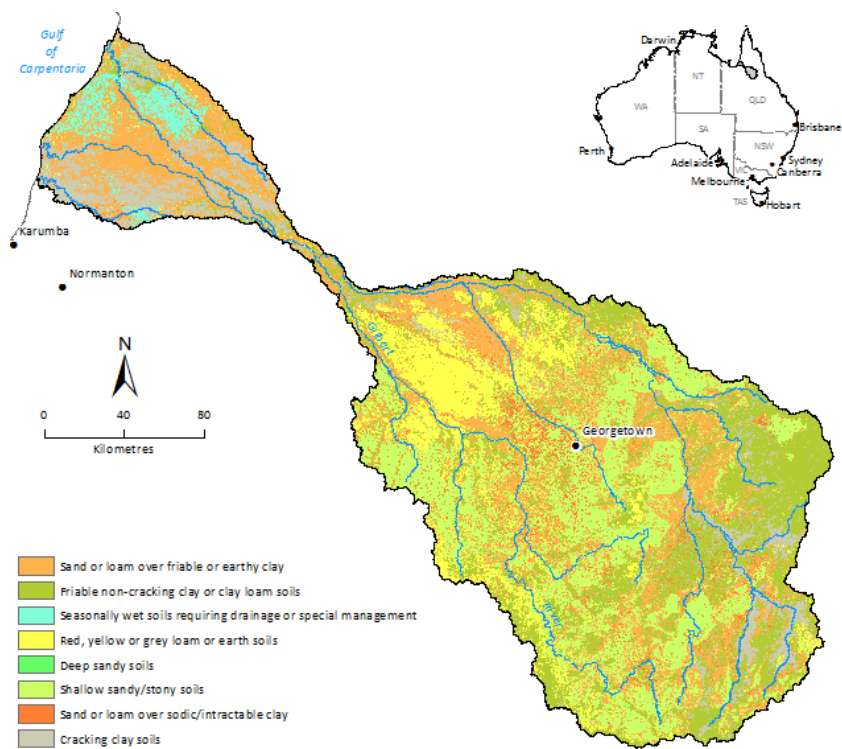 Gulf
of
Carpentaria
Darwin
NT
WA
QLD
SA
Brisbane
NSW
Perth
Adelaide
Sydney
VIC
Canberra
Melbourne
TAS
Hobart
Karumba
Normanton
N
0 40 80
Kilometres
Gilbert
Georgetown
River
Sand or loam over friable or earthy clay
Friable non-cracking clay or clay loam soils
Seasonally wet soils requiring drainage or special management
Red, yellow or grey loam or earth soils
Deep sandy soils
Shallow sandy/stony soils
Sand or loam over sodic/intractable clay
Cracking clay soils